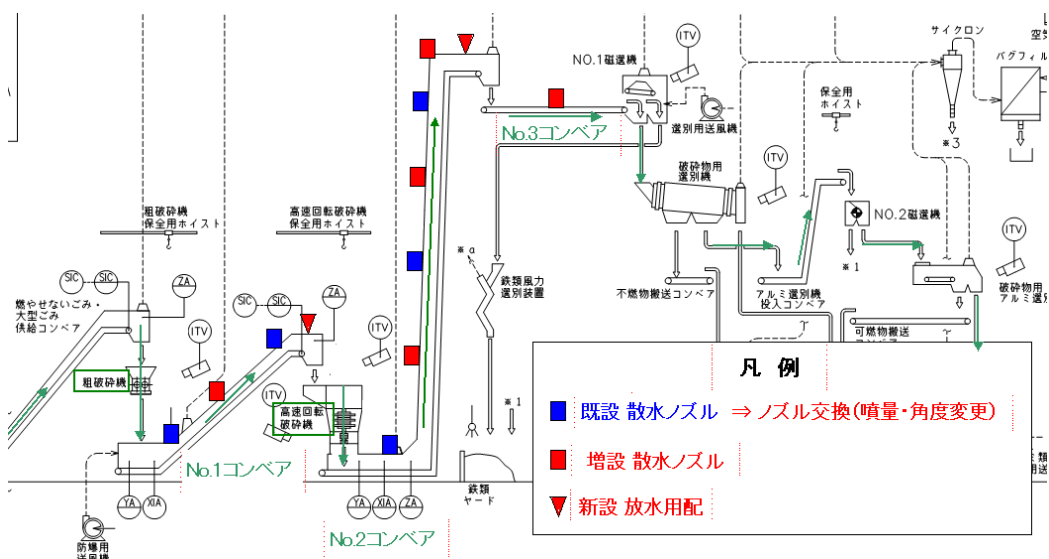 サイクロン
空気
バグフィル
ITV
NO.1磁選機
保全用
ホイスト
選別用送風機
※3
No.3コンベア
破砕物用
選別機
ITV
粗破砕機
保全用ホイスト
高速回転破砕機
保全用ホイスト
NO.2磁選機
ITV
※a
※1
SIC
SIC
ZA
鉄類風力
選別装置
不燃物搬送コンベア
アルミ選別機
投入コンベア
破砕物用
アルミ選別
燃やせないごみ・
大型ごみ
供給コンベア
SIC
ZA
ITV
ITV
可燃物搬送
コンベア
粗破砕機
凡 例
ITV
高速回転
破砕機
※1
既設 散水ノズル ⇒ ノズル交換(噴量・角度変更)
No.1コンベア
増設 散水ノズル
YA
XIA
YA
XIA
ZA
鉄類
ヤード
新設 放水用配
No.2コンベア
防爆用
送風機